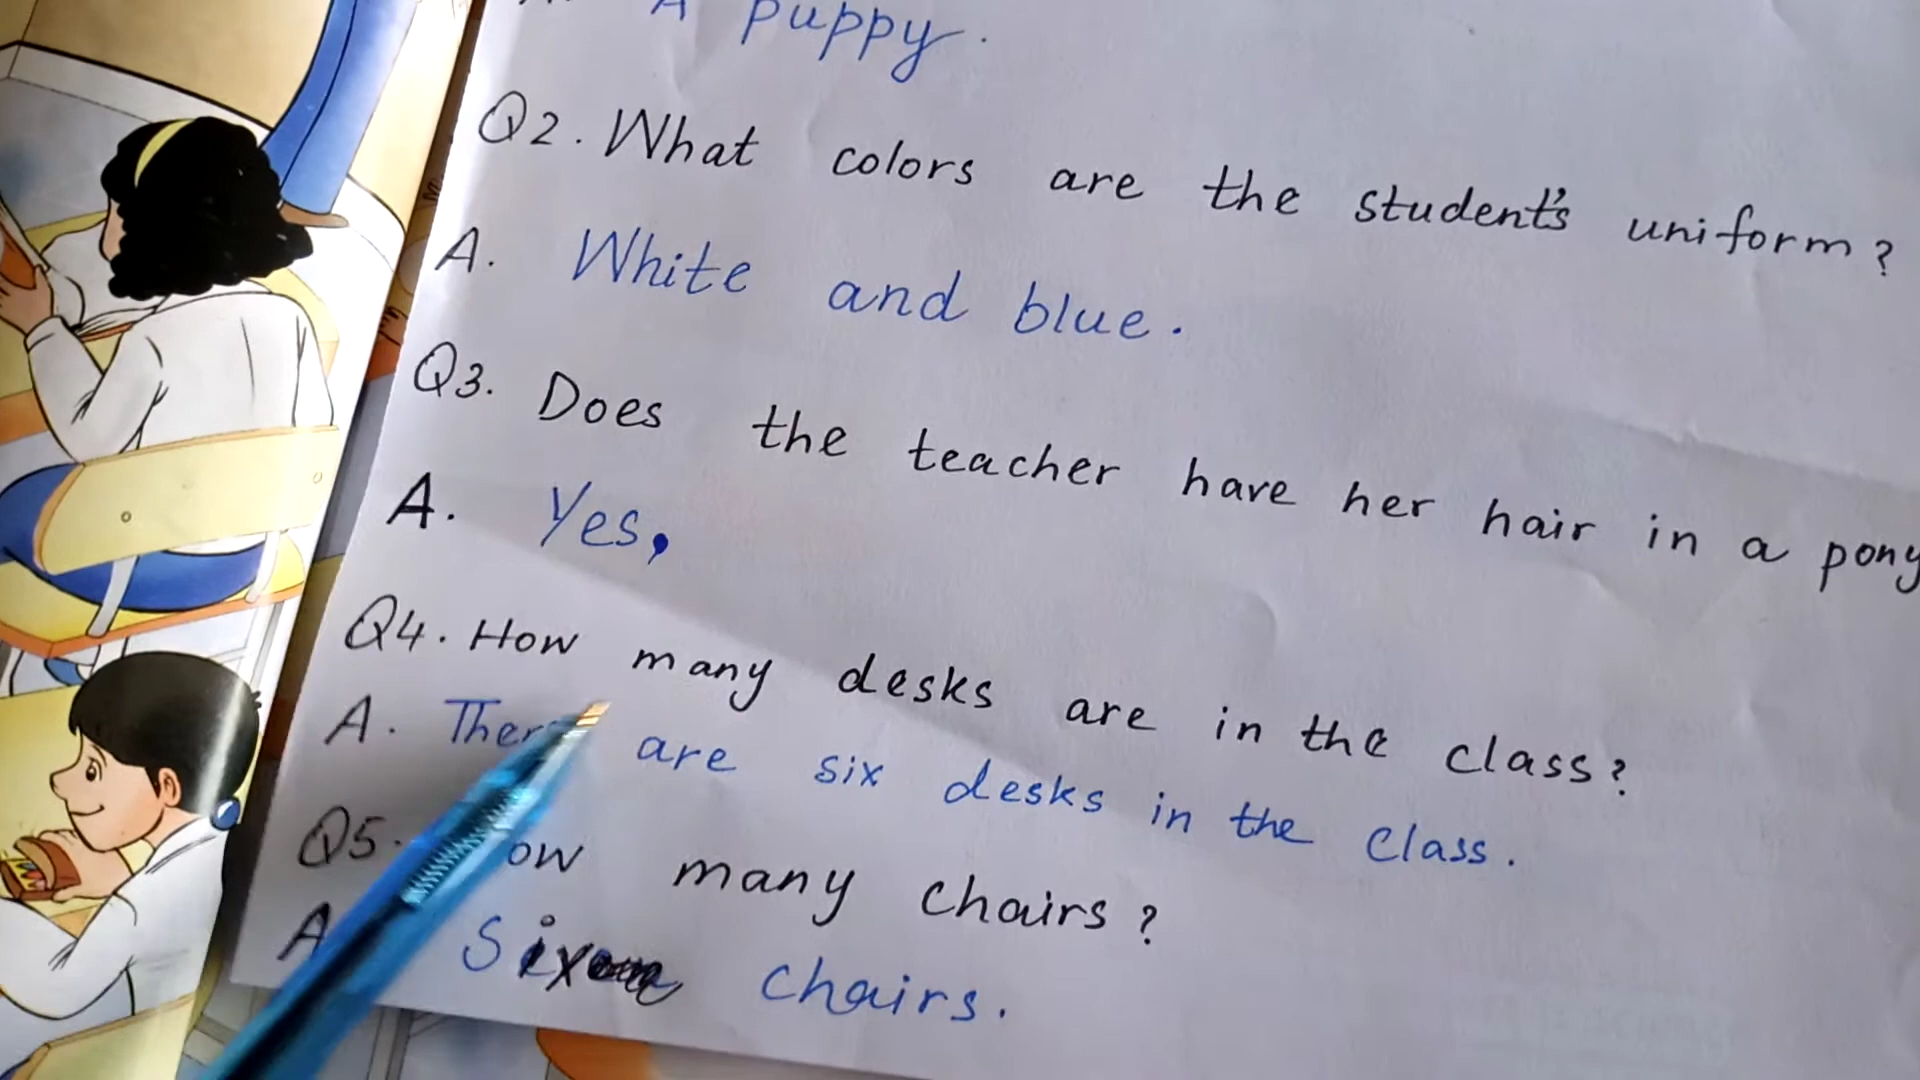 A puppy.
Q2. What colors are the student's uniform?
A. White and blue.
Q3. Does the teacher have her hair in a pony
A. Yes,
Q4. How many desks are in the class?
A. There are six desks in the class.
Q5. How many chairs?
A Six chairs.